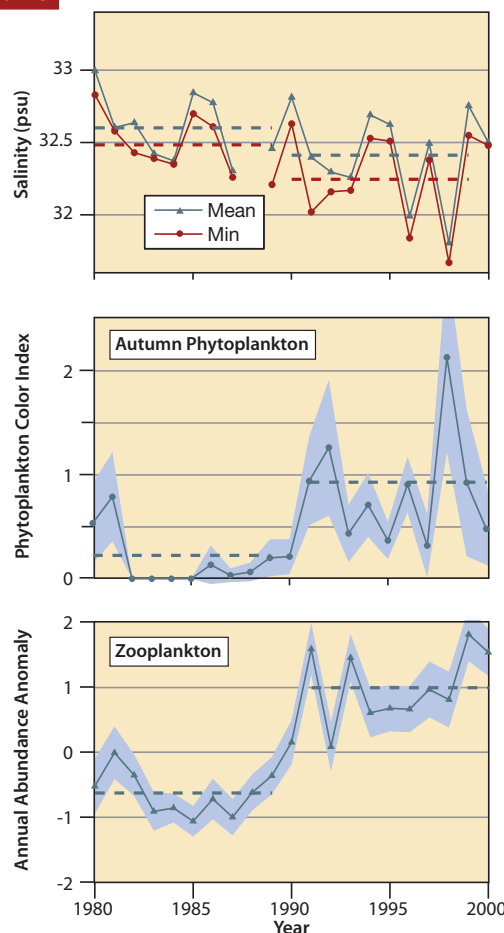 33
32.5
32
Salinity (psu)
Mean
Min
Autumn Phytoplankton
2
1
0
Phytoplankton Color Index
Zooplankton
2
1
0
-1
-2
Annual Abundance Anomaly
1980 1985 1990 1995 2000
Year